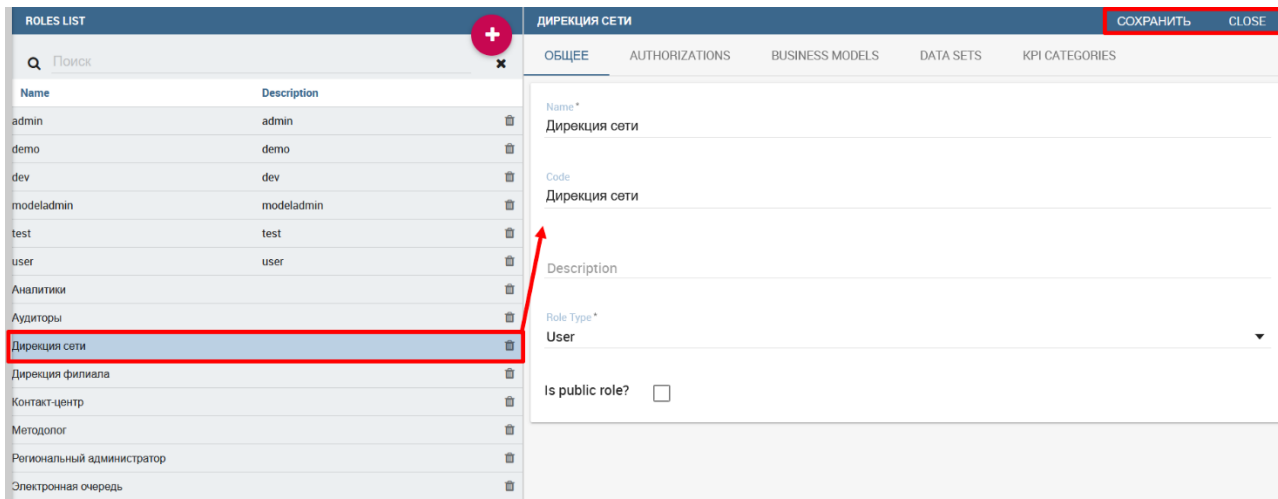 ROLES LIST
Поиск
Name Description
admin admin
demo demo
dev dev
modeladmin modeladmin
test test
user user
Аналитики
Аудиторы
Дирекция сети
Дирекция филиала
Контакт-центр
Методолог
Региональный администратор
Электронная очередь
ДИРЕКЦИЯ СЕТИ СОХРАНИТЬ CLOSE
ОБЩЕЕ AUTHORIZATIONS BUSINESS MODELS DATA SETS KPI CATEGORIES
Name *
Дирекция сети
Code
Дирекция сети
Description
Role Type *
User
Is public role?